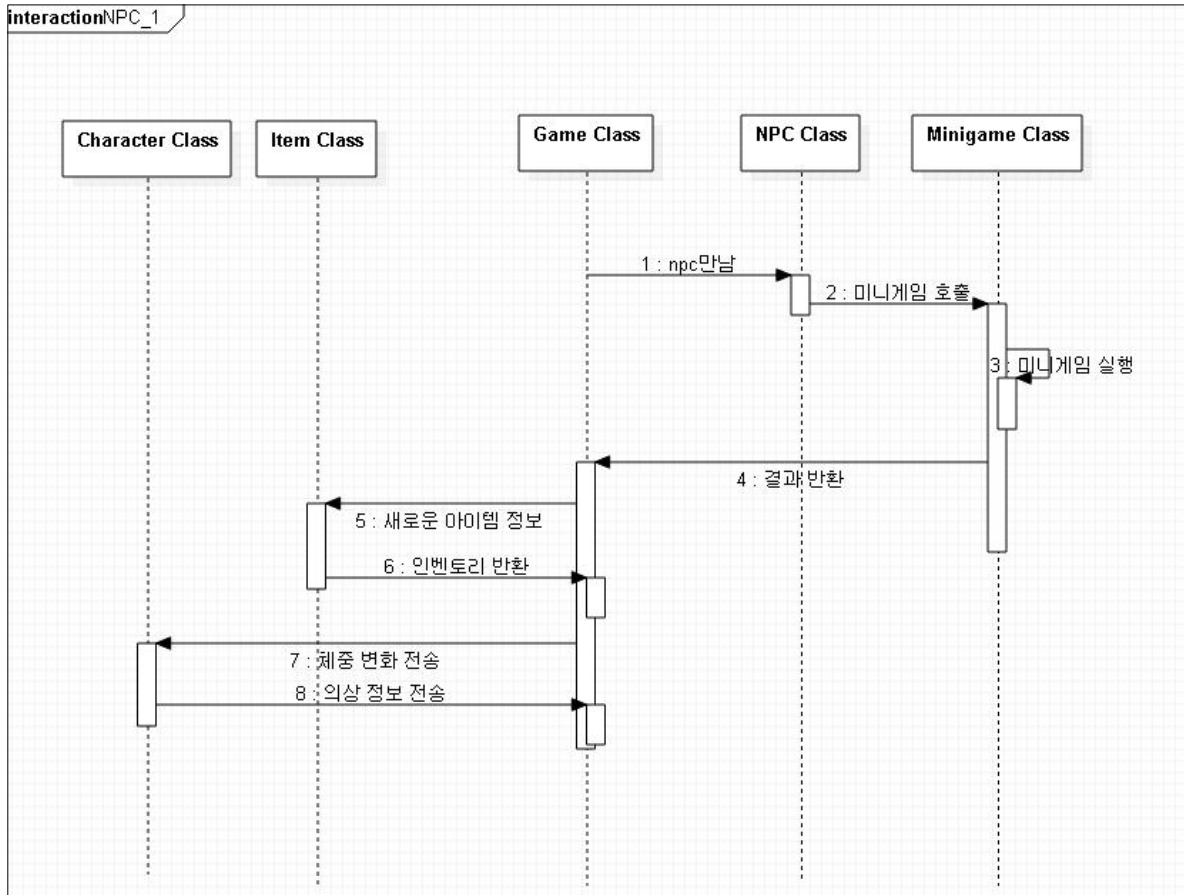 interactionNPC_1
Character Class
Item Class
Game Class
NPC Class
Minigame Class
1 : npc만남
2 : 미니게임 호출
3 : 미니게임 실행
4 : 결과 반환
5 : 새로운 아이템 정보
6 : 인벤토리 반환
7 : 체중 변화 전송
8 : 의상 정보 전송